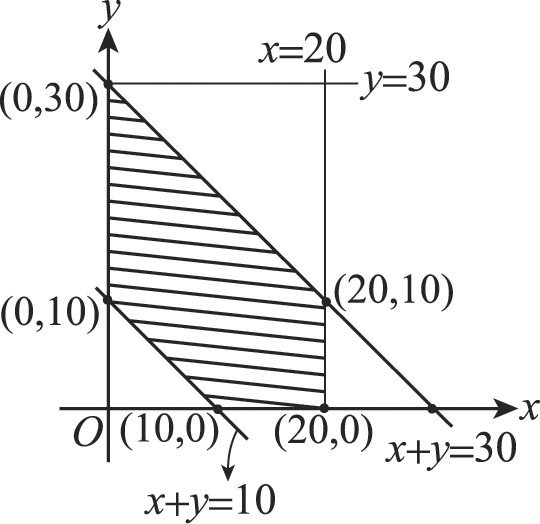 y
x=20
y=30
(0,30)
(20,10)
(0,10)
x
O
(10,0)
(20,0)
x+y=30
x+y=10